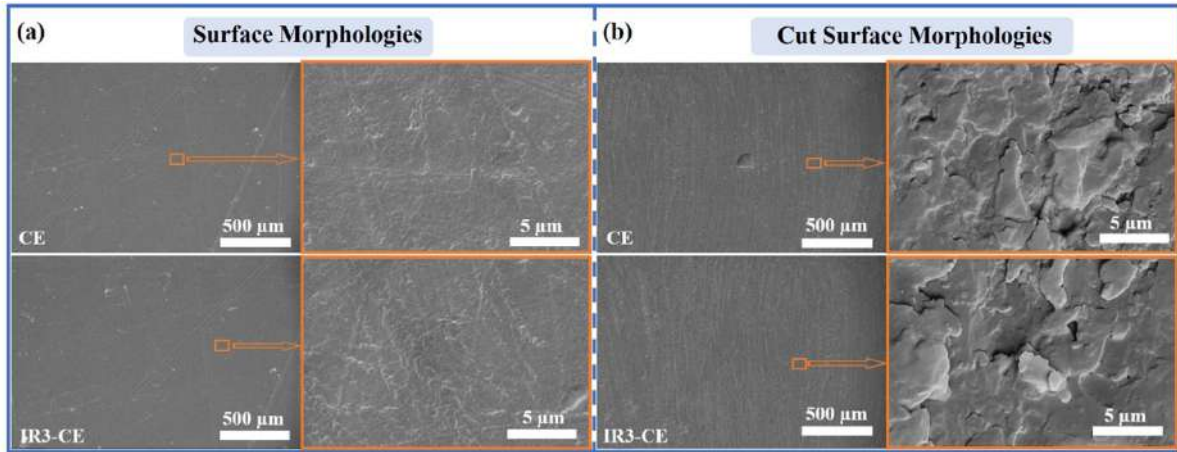 (a)
Surface Morphologies
500 µm
CE
5 µm
500 µm
IR3-CE
5 µm
(b)
Cut Surface Morphologies
500 µm
CE
5 µm
500 µm
IR3-CE
5 µm